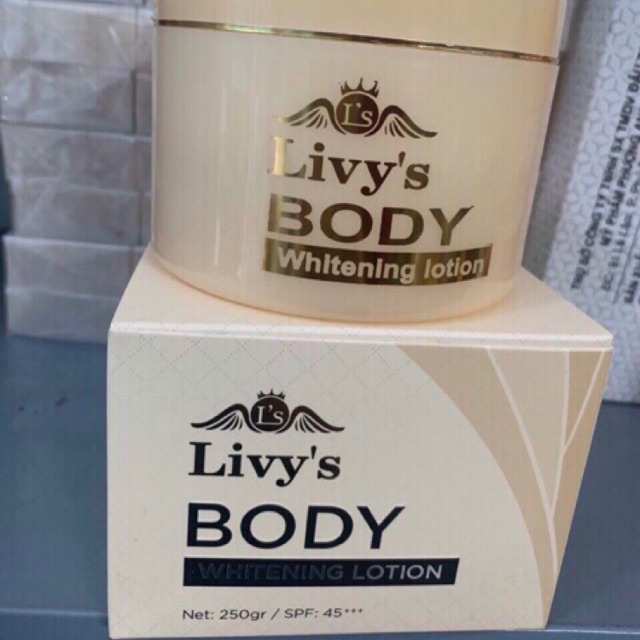 L's
Livy's
BODY
Whitening lotion
L's
Livy's
BODY
WHITENING LOTION
Net: 250gr / SPF: 45+++